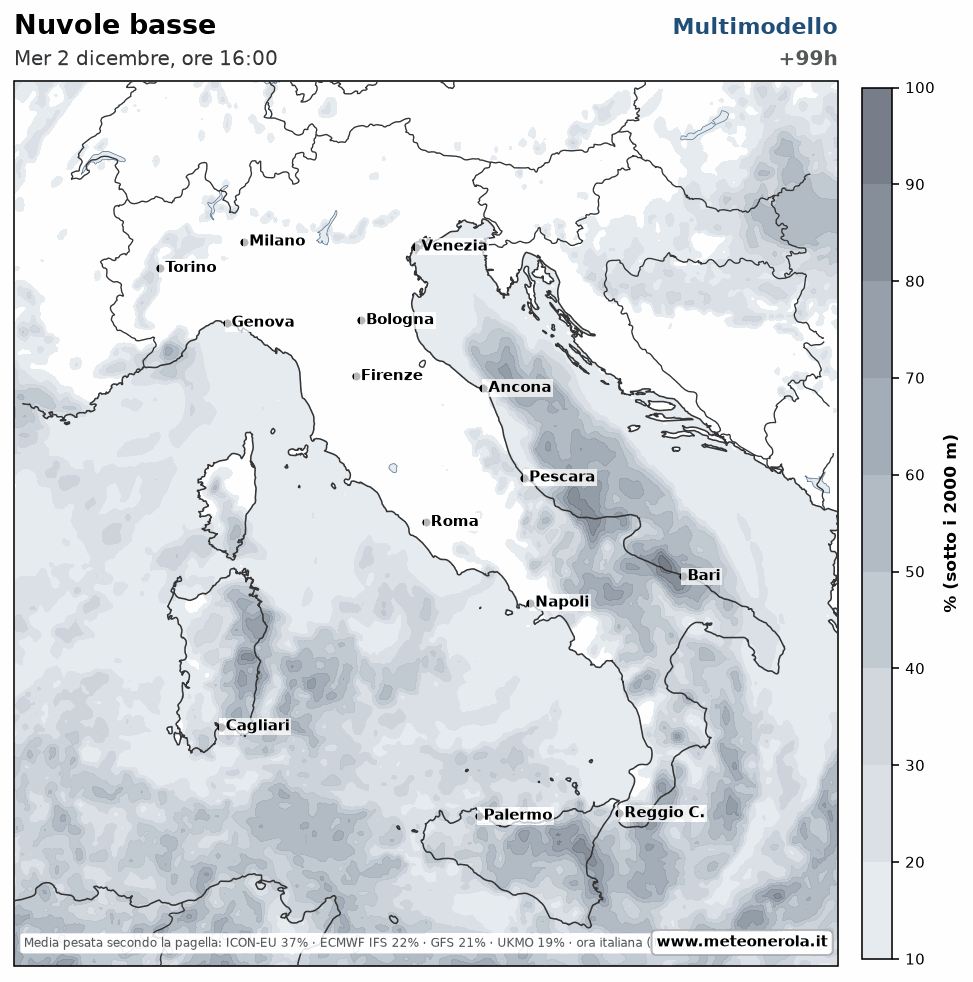 Nuvole basse
Multimodello
Mer 2 dicembre, ore 16:00
+99h
100
90
80
70
60
50
40
30
20
10
% (sotto i 2000 m)
Milano
Venezia
Torino
Genova
Bologna
Firenze
Ancona
Pescara
Roma
Bari
Napoli
Cagliari
Palermo
Reggio C.
Media pesata secondo la pagella: ICON-EU 37% · ECMWF IFS 22% · GFS 21% · UKMO 19% · ora italiana (
www.meteonerola.it